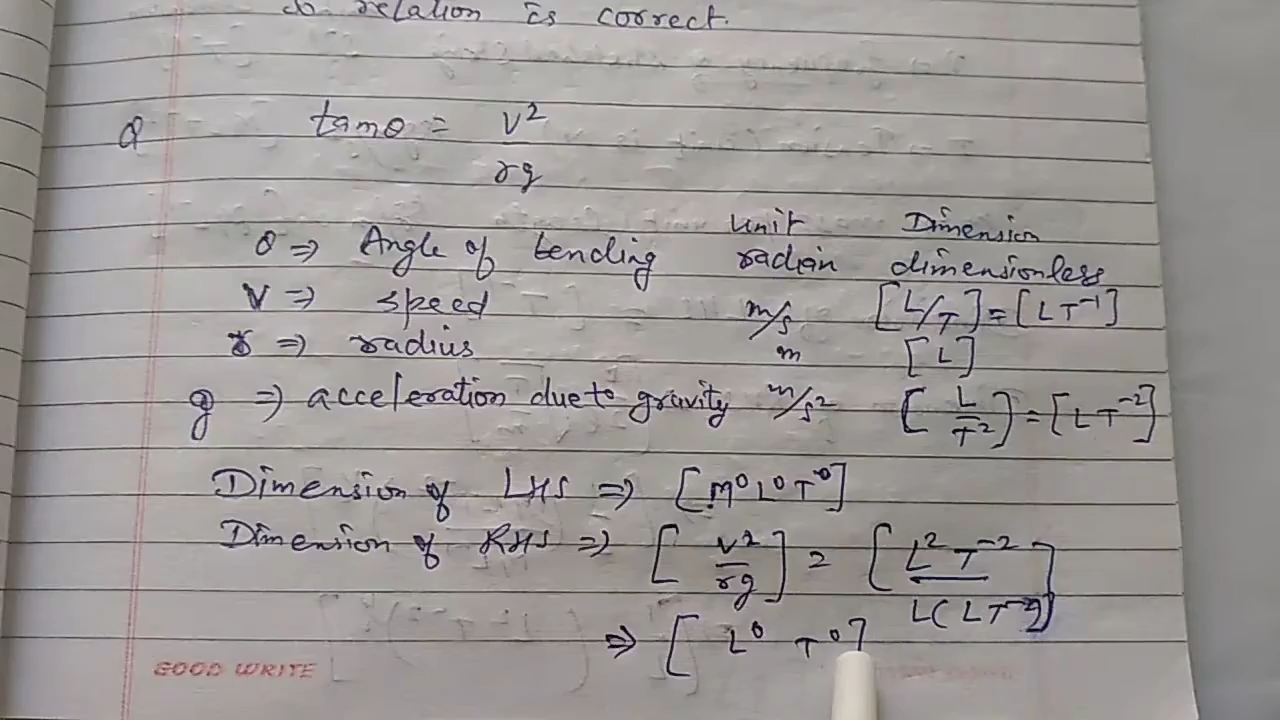 so relation is correct.
Q tanθ = v²/rg
Unit Dimension
θ ⇒ Angle of bending radian dimensionless
V ⇒ speed m/s [L/T] = [LT⁻¹]
r ⇒ radius m [L]
g ⇒ acceleration due to gravity m/s² [L/T²] = [LT⁻²]
Dimension of LHS ⇒ [M⁰L⁰T⁰]
Dimension of RHS ⇒ [v²/rg] = [L²T⁻²/L(LT⁻²)]
⇒ [L⁰ T⁰]
GOOD WRITE